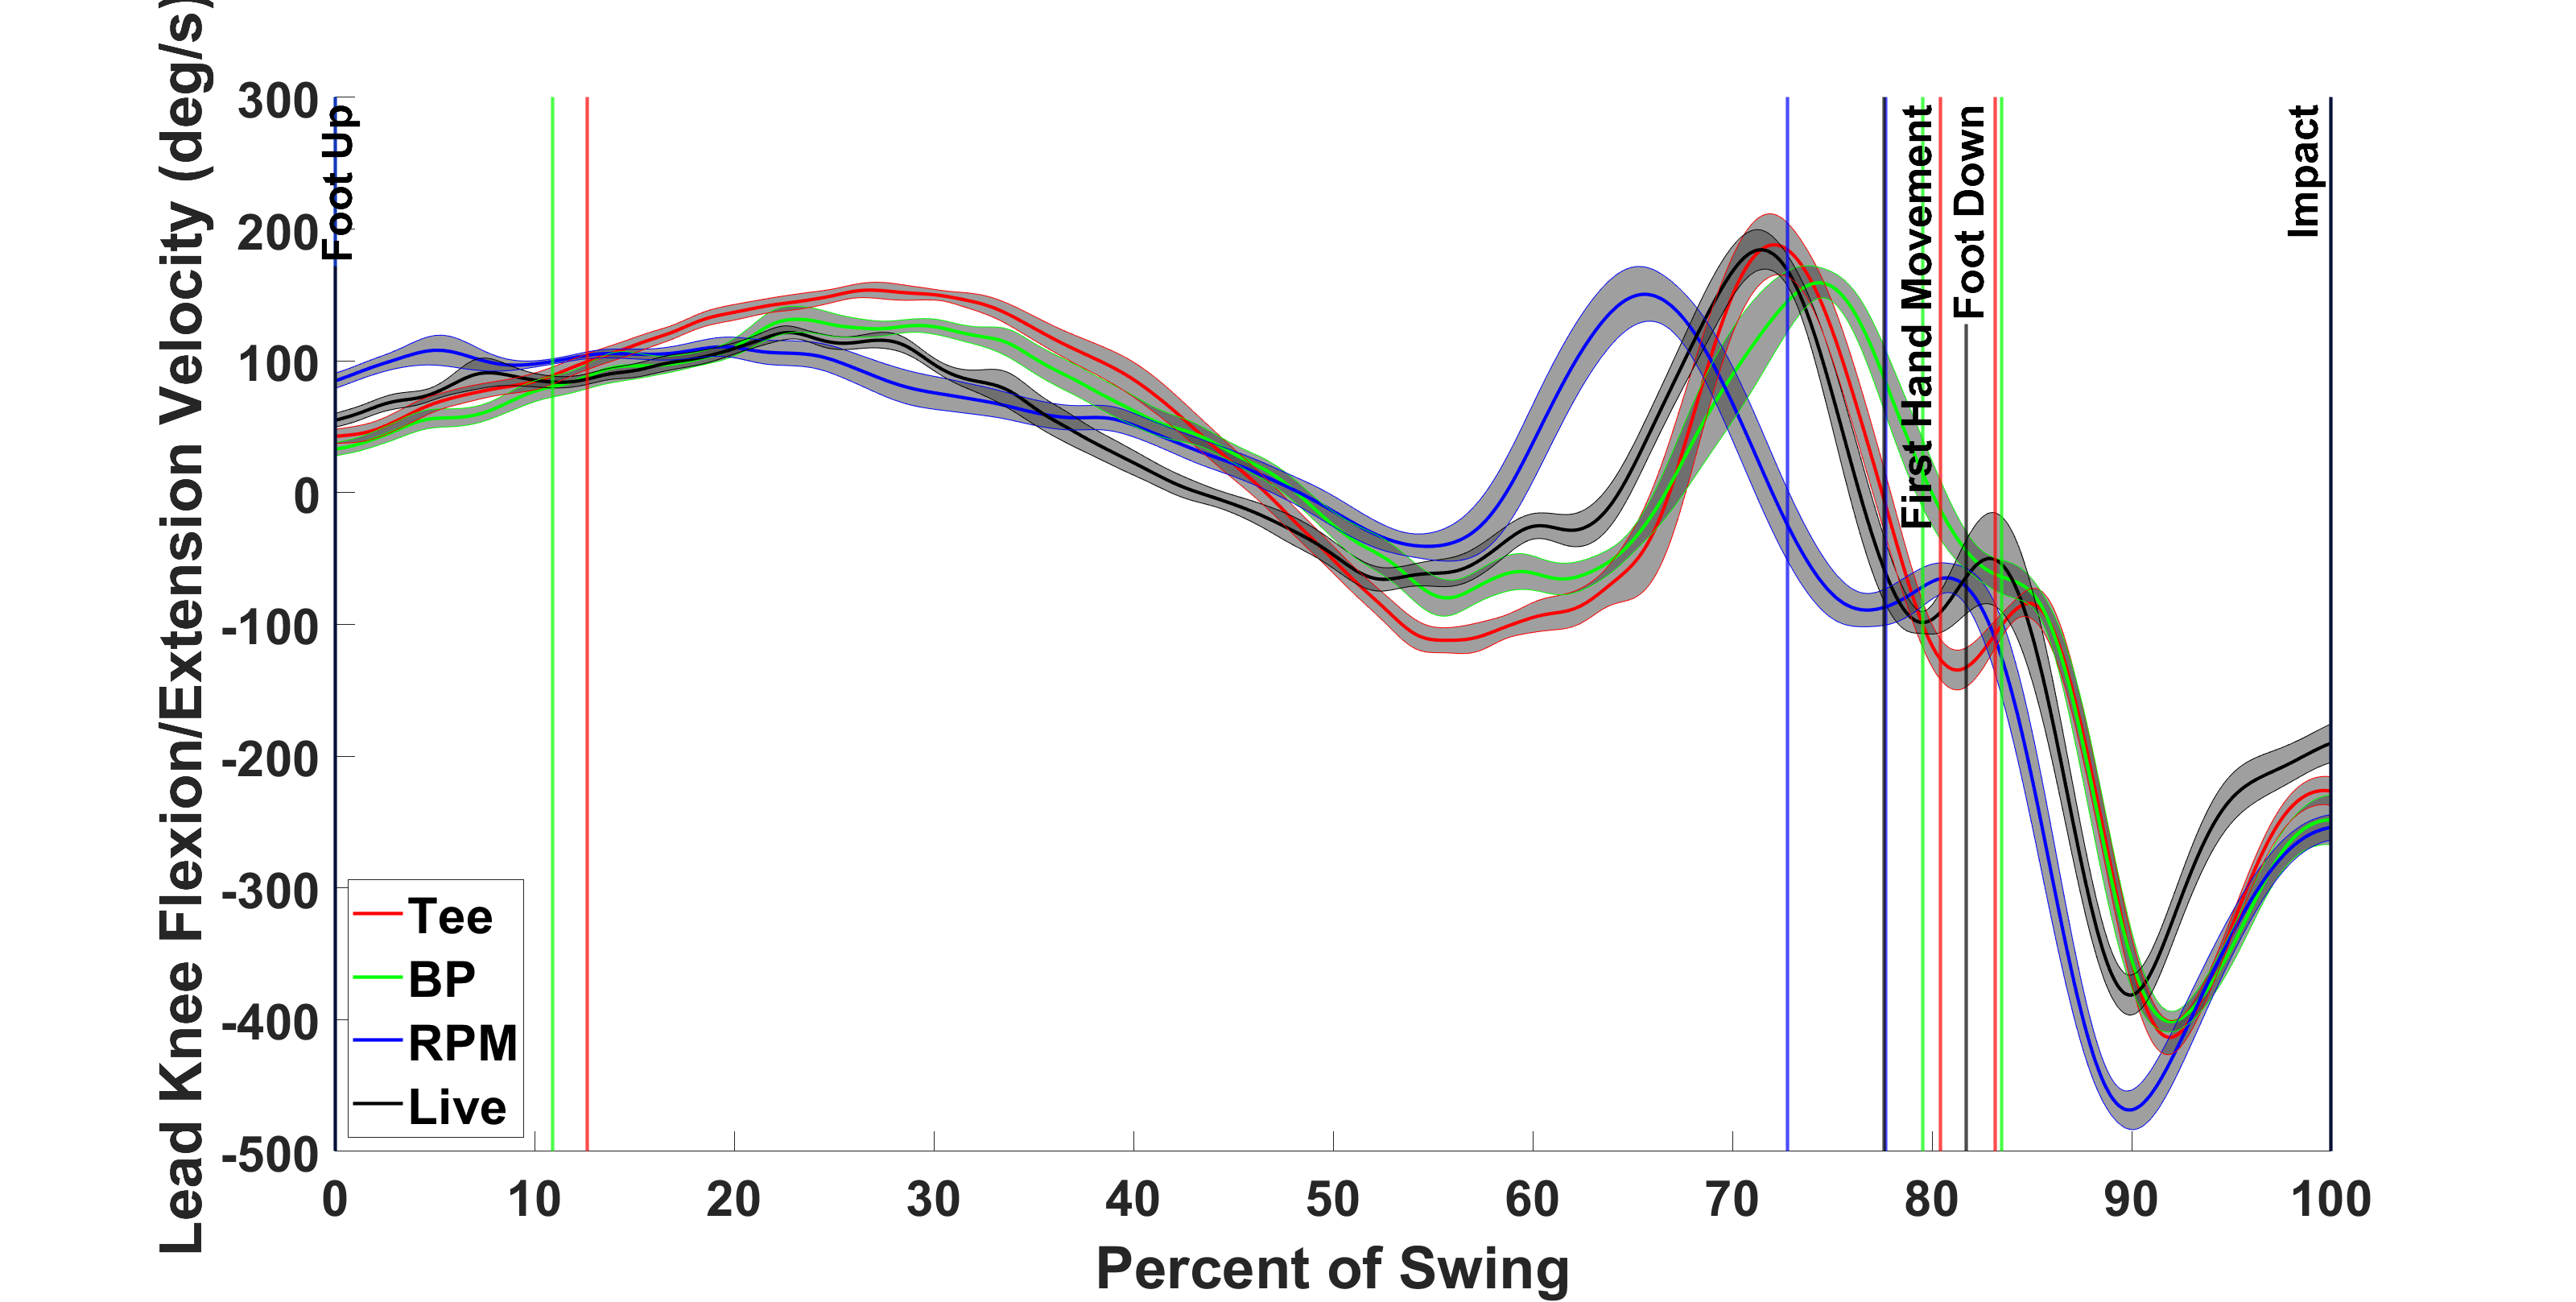 Lead Knee Flexion/Extension Velocity (deg/s)
300
200
100
0
-100
-200
-300
-400
-500
Foot Up
First Hand Movement
Foot Down
Impact
Tee
BP
RPM
Live
0 10 20 30 40 50 60 70 80 90 100
Percent of Swing